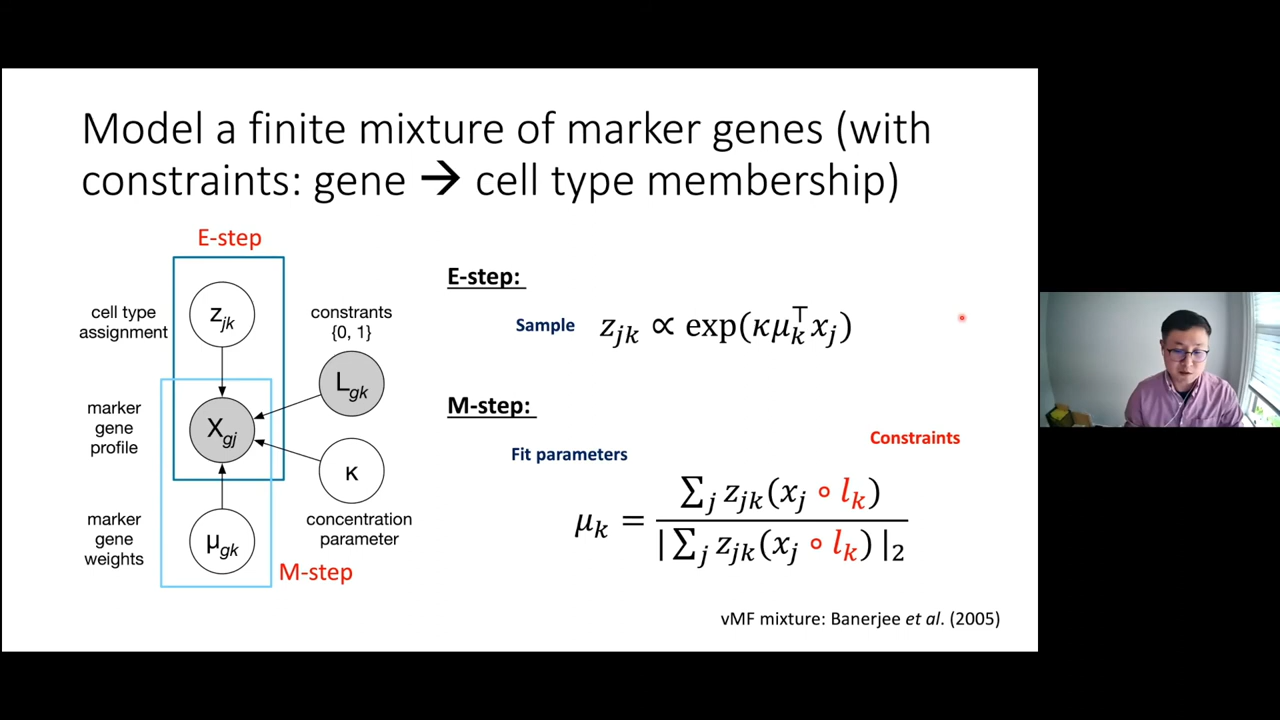 Model a finite mixture of marker genes (with
constraints: gene → cell type membership)
E-step
cell type
assignment
z_jk
constrants
{0, 1}
L_gk
marker
gene
profile
X_gj
κ
concentration
parameter
marker
gene
weights
μ_gk
M-step
E-step:
Sample z_jk ∝ exp(κμ_k^⊤ x_j)
M-step:
Constraints
Fit parameters
μ_k = ∑_j z_jk(x_j ∘ l_k) / |∑_j z_jk(x_j ∘ l_k) |_2
vMF mixture: Banerjee et al. (2005)